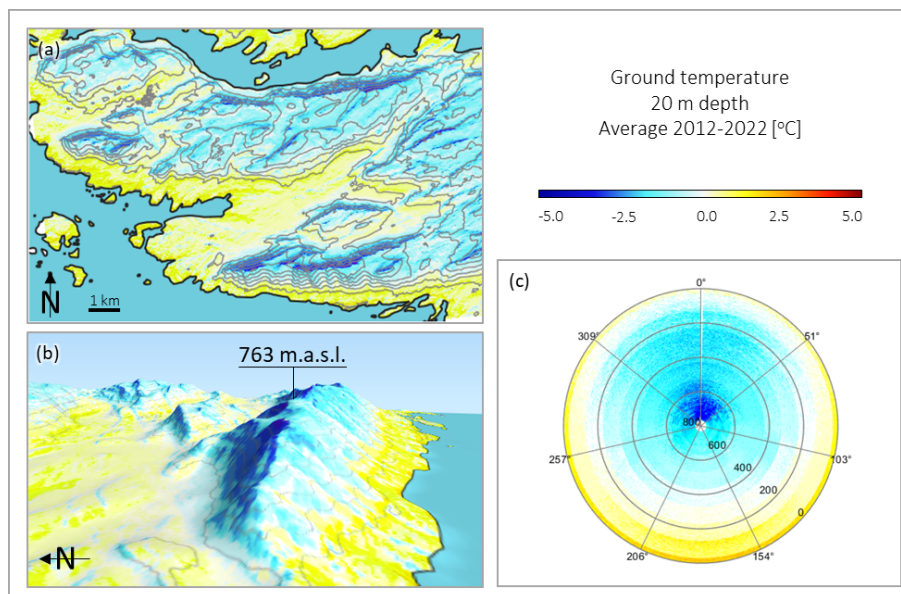 (a)
N
1 km
Ground temperature
20 m depth
Average 2012-2022 [°C]
-5.0 -2.5 0.0 2.5 5.0
(b)
763 m.a.s.l.
N
(c)
0°
309° 51°
800
600
257° 103°
400
200
0
206° 154°